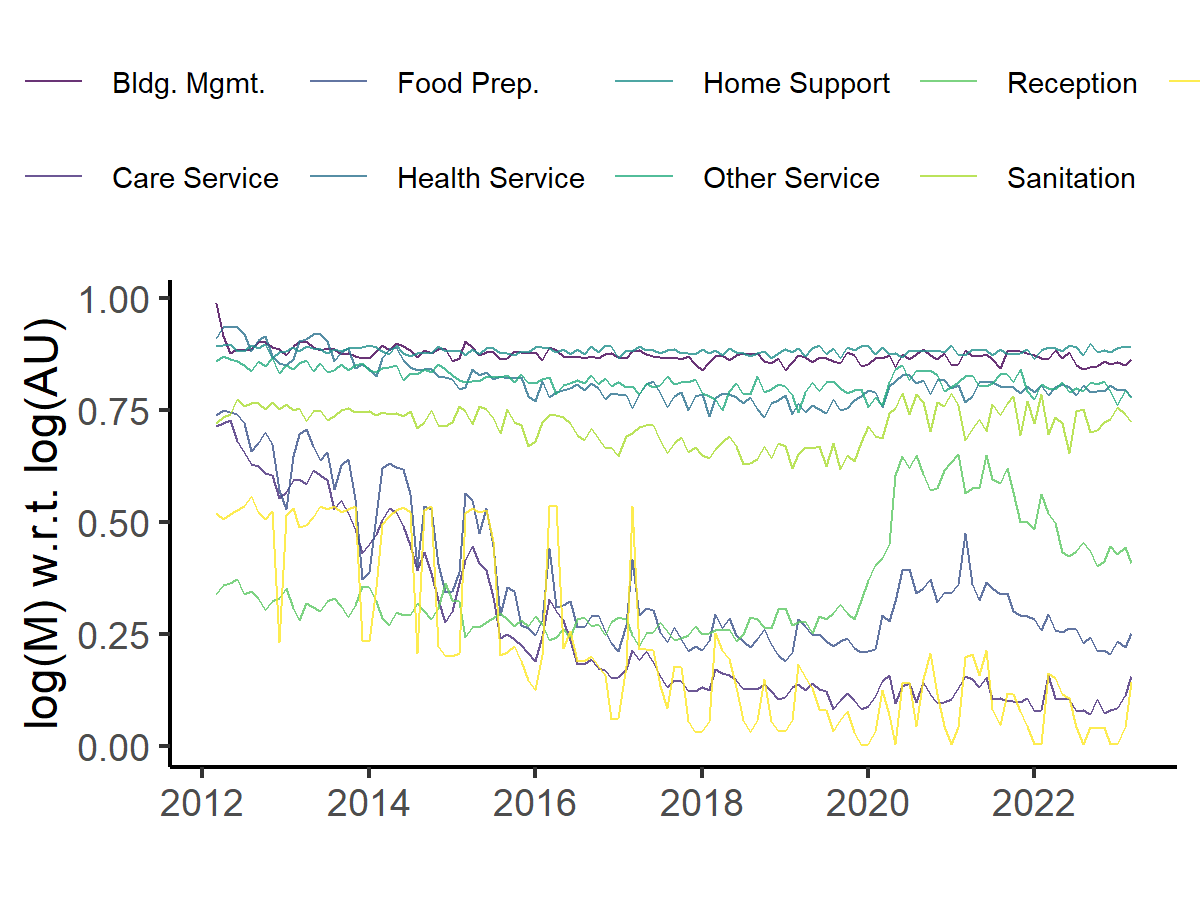 Bldg. Mgmt. Food Prep. Home Support Reception
Care Service Health Service Other Service Sanitation
log(M) w.r.t. log(AU)
1.00
0.75
0.50
0.25
0.00
2012 2014 2016 2018 2020 2022